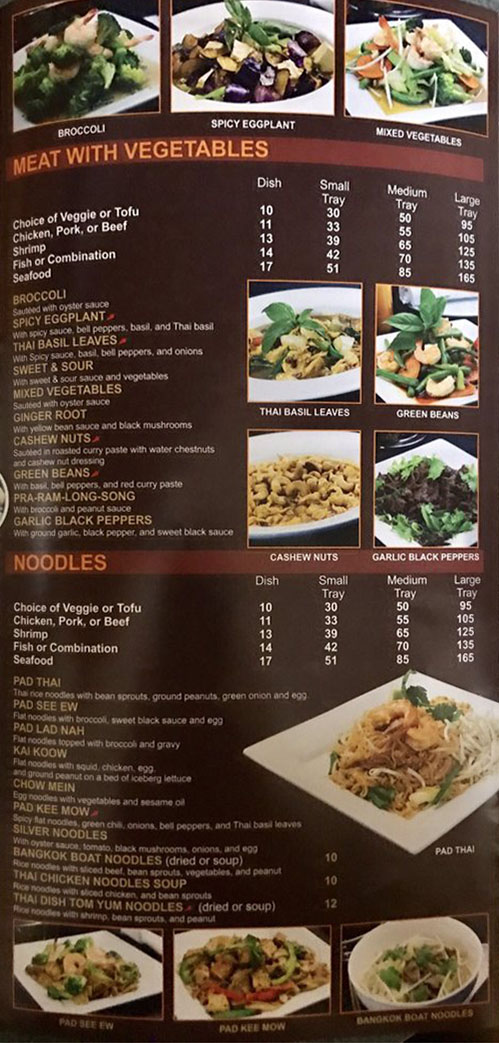 BROCCOLI
SPICY EGGPLANT
MIXED VEGETABLES
MEAT WITH VEGETABLES
Dish Small Tray Medium Tray Large Tray
Choice of Veggie or Tofu 10 30 50 95
Chicken, Pork, or Beef 11 33 55 105
Shrimp 13 39 65 125
Fish or Combination 14 42 70 135
Seafood 17 51 85 165
BROCCOLI
Sautéed with oyster sauce
SPICY EGGPLANT
With spicy sauce, bell peppers, basil, and Thai basil
THAI BASIL LEAVES
With Spicy sauce, basil, bell peppers, and onions
SWEET & SOUR
With sweet & sour sauce and vegetables
MIXED VEGETABLES
Sautéed with oyster sauce
GINGER ROOT
With yellow bean sauce and black mushrooms
CASHEW NUTS
Sautéed in roasted curry paste with water chestnuts
and cashew nut dressing
GREEN BEANS
With basil, bell peppers, and red curry paste
PRA-RAM-LONG-SONG
With broccoli and peanut sauce
GARLIC BLACK PEPPERS
With ground garlic, black pepper, and sweet black sauce
THAI BASIL LEAVES
GREEN BEANS
CASHEW NUTS
GARLIC BLACK PEPPERS
NOODLES
Dish Small Tray Medium Tray Large Tray
Choice of Veggie or Tofu 10 30 50 95
Chicken, Pork, or Beef 11 33 55 105
Shrimp 13 39 65 125
Fish or Combination 14 42 70 135
Seafood 17 51 85 165
PAD THAI
Thai rice noodles with bean sprouts, ground peanuts, green onion and egg
PAD SEE EW
Flat noodles with broccoli, sweet black sauce and egg
PAD LAD NAH
Flat noodles topped with broccoli and gravy
KAI KOOW
Flat noodles with squid, chicken, egg
and ground peanut on a bed of iceberg lettuce
CHOW MEIN
Egg noodles with vegetables and sesame oil
PAD KEE MOW
Spicy flat noodles, green chili, onions, bell peppers, and Thai basil leaves
SILVER NOODLES
With oyster sauce, tomato, black mushrooms, onions, and egg
BANGKOK BOAT NOODLES (dried or soup) 10
Rice noodles with sliced beef, bean sprouts, vegetables, and peanut
THAI CHICKEN NOODLES SOUP 10
Rice noodles with sliced chicken, and bean sprouts
THAI DISH TOM YUM NOODLES (dried or soup) 12
Rice noodles with shrimp, bean sprouts, and peanut
PAD THAI
PAD SEE EW
PAD KEE MOW
BANGKOK BOAT NOODLES